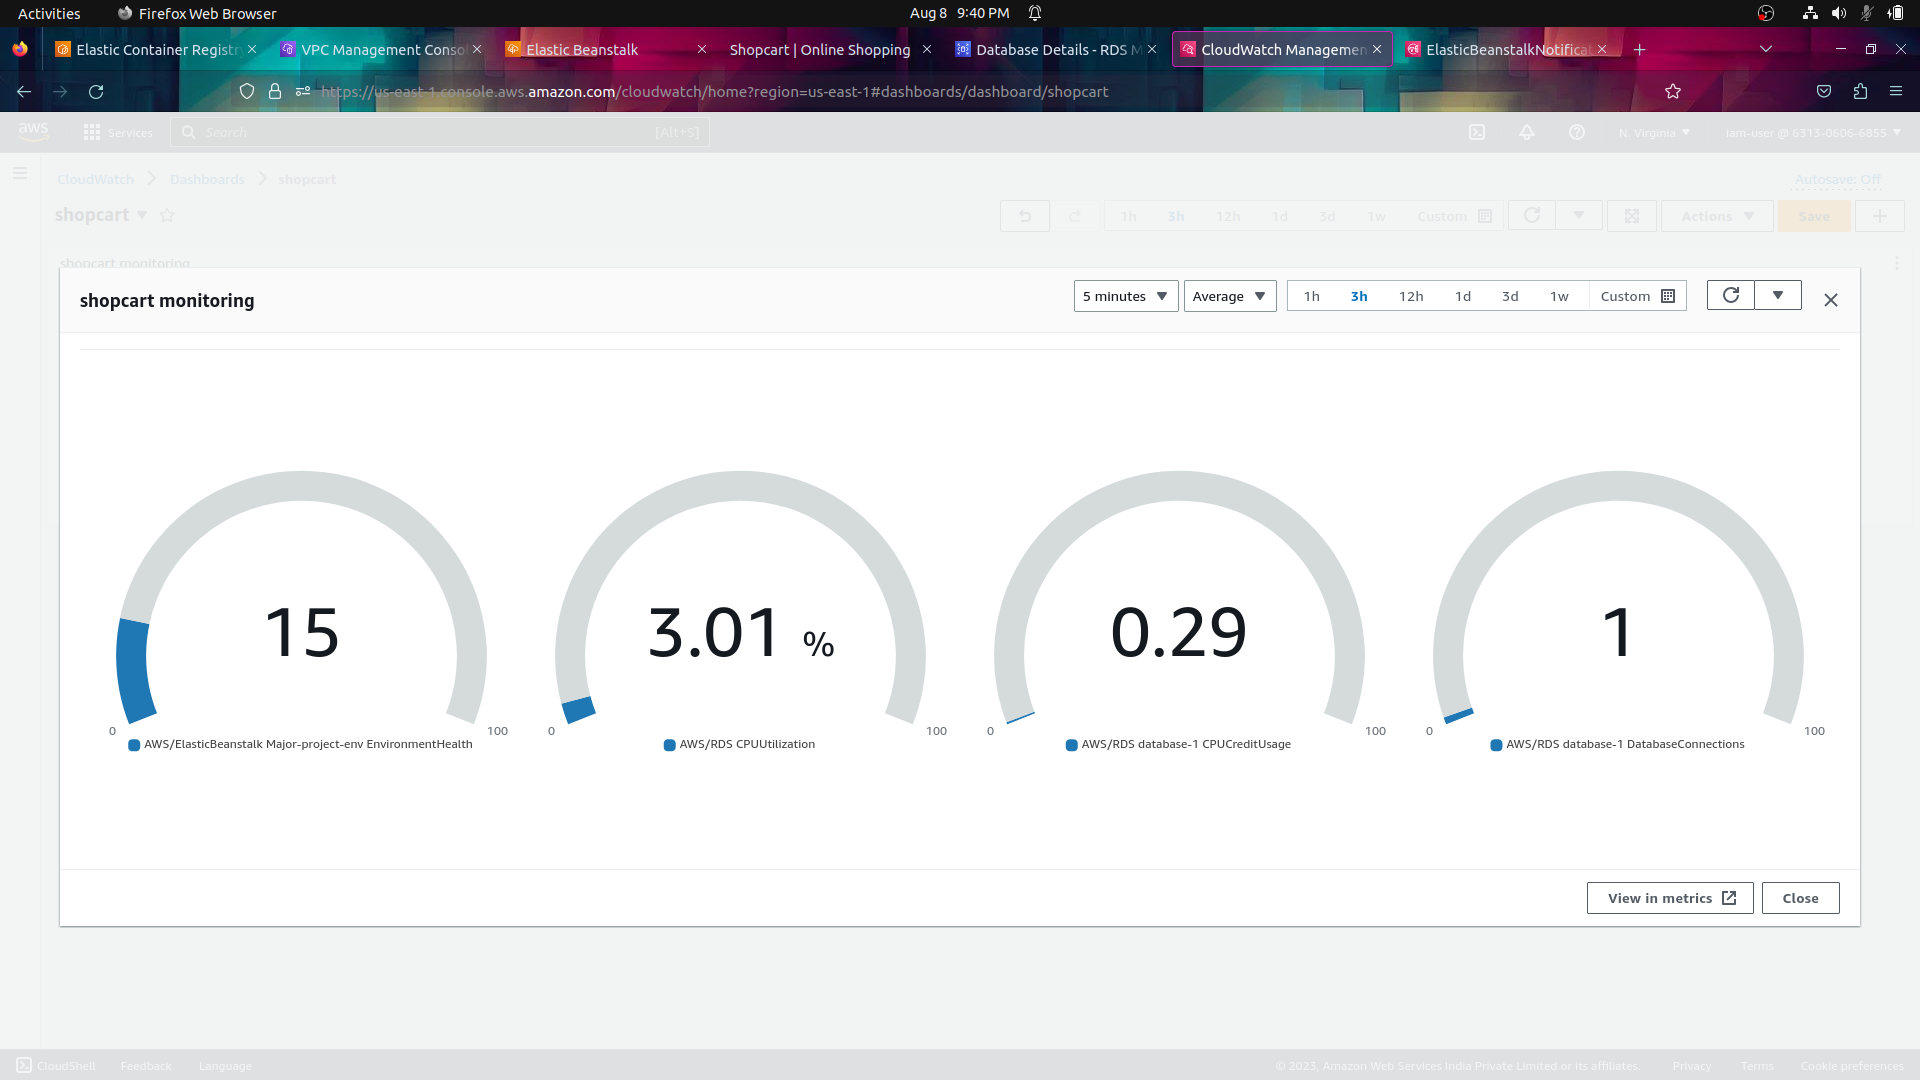 Activities Firefox Web Browser Aug 8 9:40 PM
Elastic Container Registr VPC Management Conso Elastic Beanstalk Shopcart | Online Shopping Database Details - RDS M CloudWatch Managemen ElasticBeanstalkNotificat
https://us-east-1.console.aws.amazon.com/cloudwatch/home?region=us-east-1#dashboards/dashboard/shopcart
aws Services Search [Alt+S] N. Virginia iam-user @ 6313-0606-6855
CloudWatch Dashboards shopcart Autosave: Off
shopcart 1h 3h 12h 1d 3d 1w Custom Actions Save
shopcart monitoring
shopcart monitoring 5 minutes Average 1h 3h 12h 1d 3d 1w Custom
15 3.01 % 0.29 1
0 100 0 100 0 100 0 100
AWS/ElasticBeanstalk Major-project-env EnvironmentHealth AWS/RDS CPUUtilization AWS/RDS database-1 CPUCreditUsage AWS/RDS database-1 DatabaseConnections
View in metrics Close
CloudShell Feedback Language © 2023, Amazon Web Services India Private Limited or its affiliates. Privacy Terms Cookie preferences